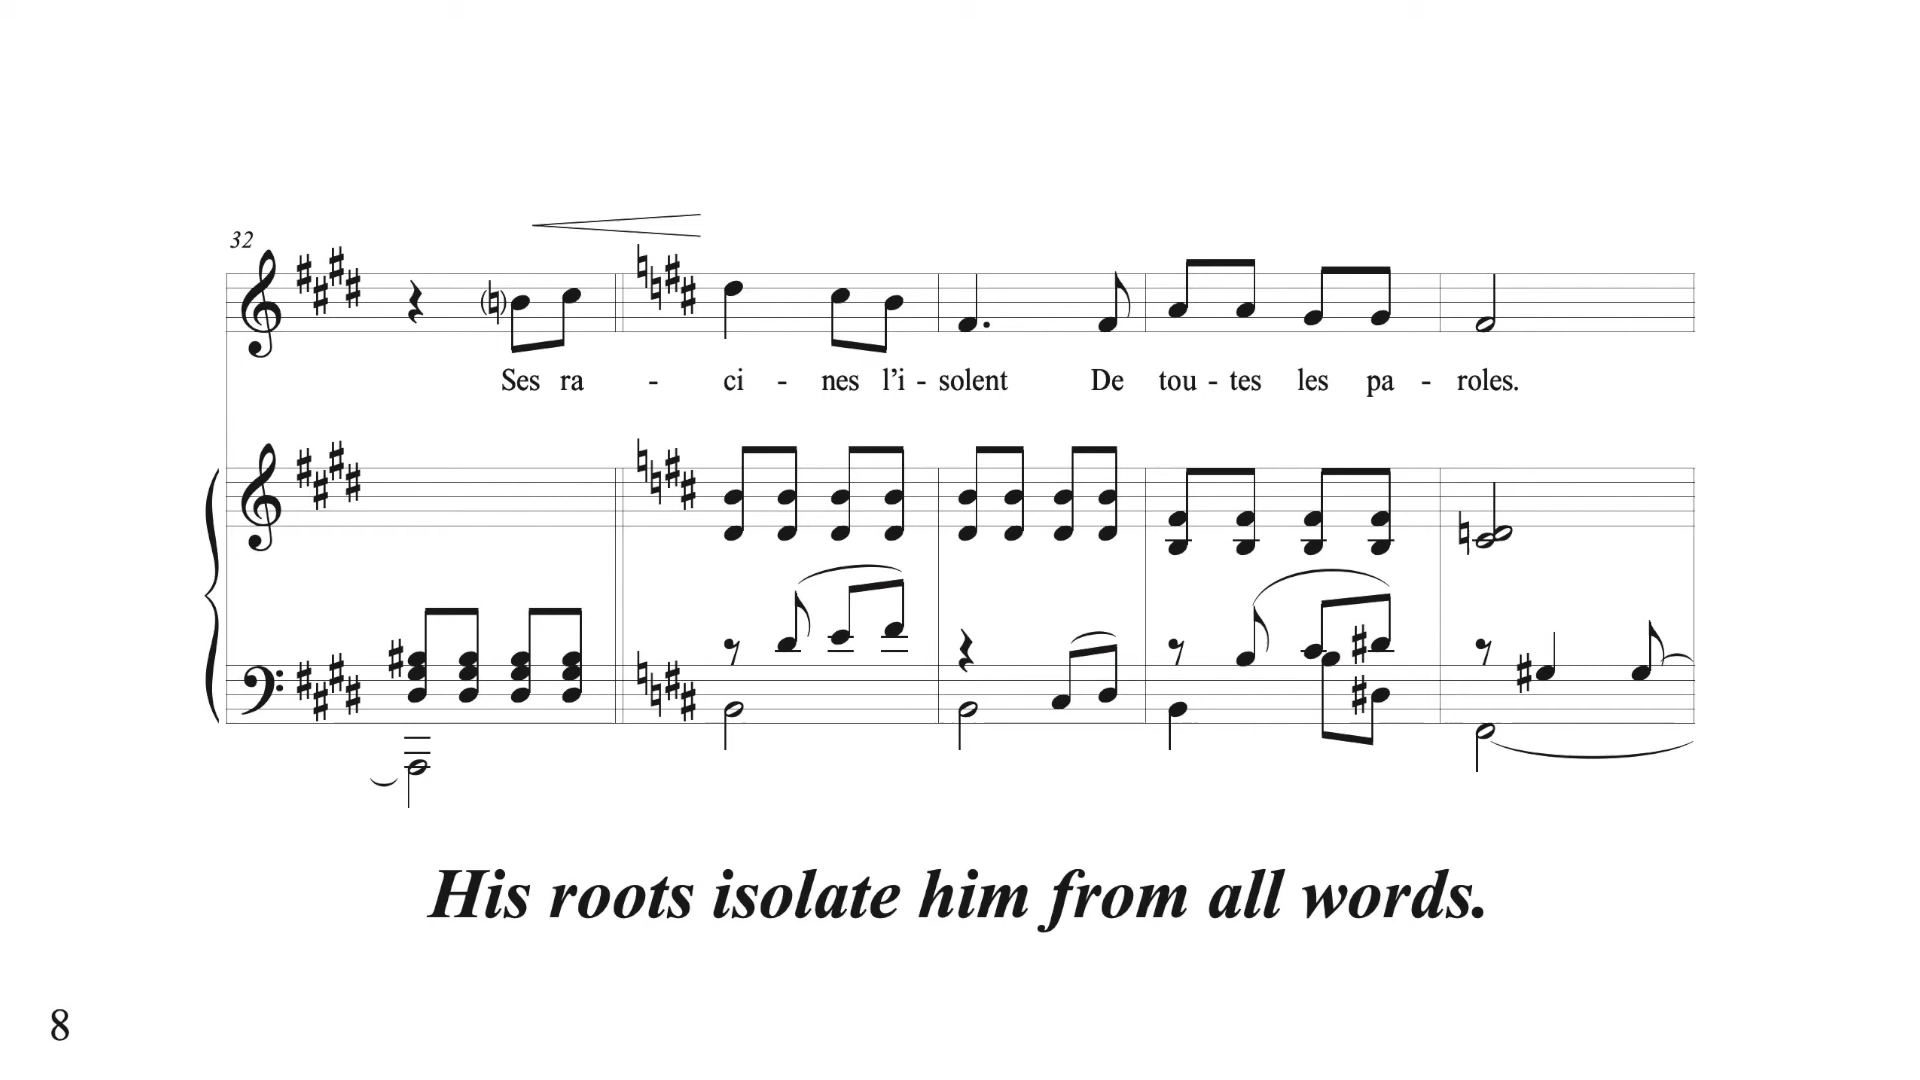 32
Ses ra - ci - nes l’i - solent De tou - tes les pa - roles.
His roots isolate him from all words.
8